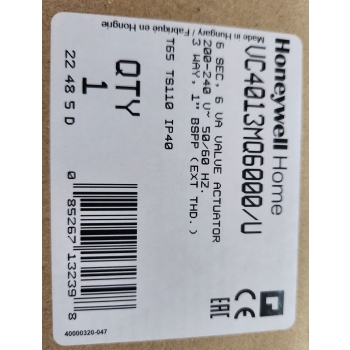 Honeywell Home
Made in Hungary / Fabriqué en Hongrie
VC4013MQ6000/U
6 SEC, 6 VA VALVE ACTUATOR
200-240 V~ 50/60 HZ.
3 WAY, 1" BSPP (EXT THD.)
T65 TS110 IP40
QTY
1
22 48 5 D
0 85267 13239 8
40000320-047
CE
EAC